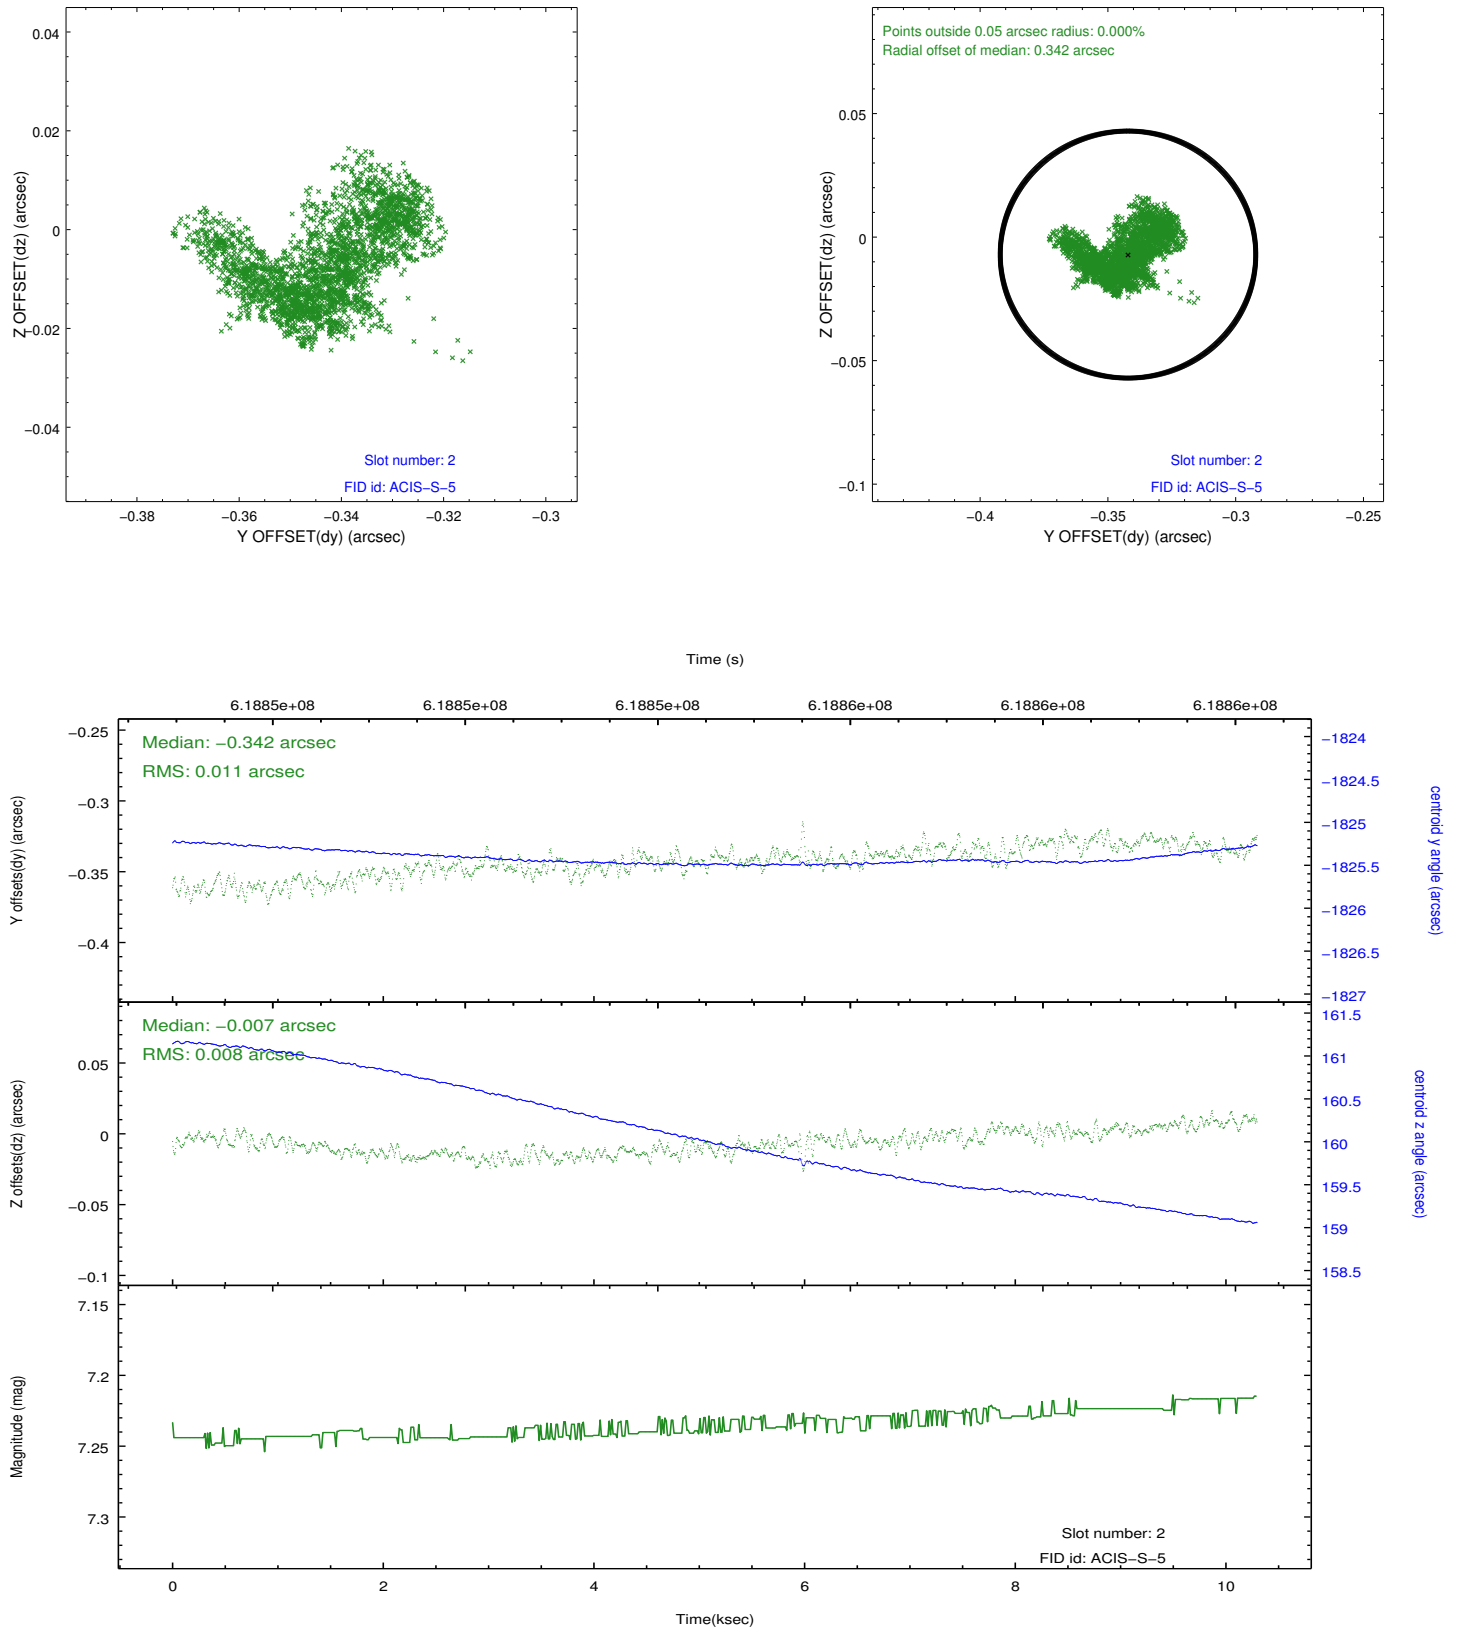 0.04
0.02
0
−0.02
−0.04
Z OFFSET(dz) (arcsec)
Slot number: 2
FID id: ACIS−S−5
−0.38
−0.36
−0.34
−0.32
−0.3
Y OFFSET(dy) (arcsec)
Points outside 0.05 arcsec radius: 0.000%
Radial offset of median: 0.342 arcsec
0.05
0
−0.05
−0.1
Z OFFSET(dz) (arcsec)
Slot number: 2
FID id: ACIS−S−5
−0.4
−0.35
−0.3
−0.25
Y OFFSET(dy) (arcsec)
Time (s)
6.1885e+08
6.1885e+08
6.1885e+08
6.1886e+08
6.1886e+08
6.1886e+08
Median: −0.342 arcsec
RMS: 0.011 arcsec
−0.25
−0.3
−0.35
−0.4
Y offsets(dy) (arcsec)
−1824
−1824.5
−1825
−1825.5
−1826
−1826.5
−1827
centroid y angle (arcsec)
Median: −0.007 arcsec
RMS: 0.008 arcsec
0.05
0
−0.05
−0.1
Z offsets(dz) (arcsec)
161.5
161
160.5
160
159.5
159
158.5
centroid z angle (arcsec)
7.15
7.2
7.25
7.3
Magnitude (mag)
Slot number: 2
FID id: ACIS−S−5
0
2
4
6
8
10
Time(ksec)